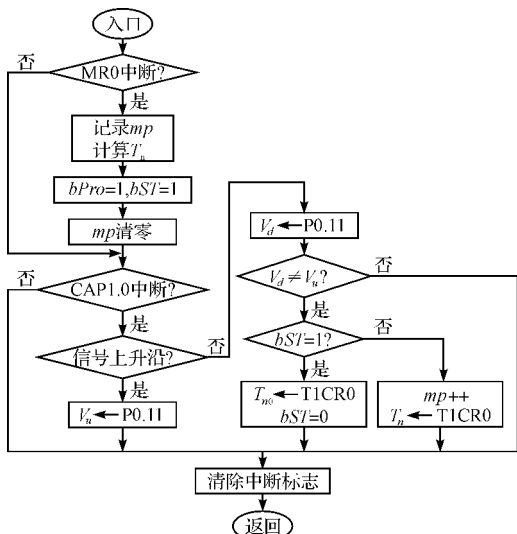 入口
MR0中断?
否
是
记录mp
计算Tn
bPro=1,bST=1
mp清零
CAP1.0中断?
否
是
信号上升沿?
否
是
Vu←P0.11
Vd←P0.11
Vd≠Vu?
否
是
bST=1?
否
是
Tn0←T1CR0
bST=0
mp++
Tn←T1CR0
清除中断标志
返回